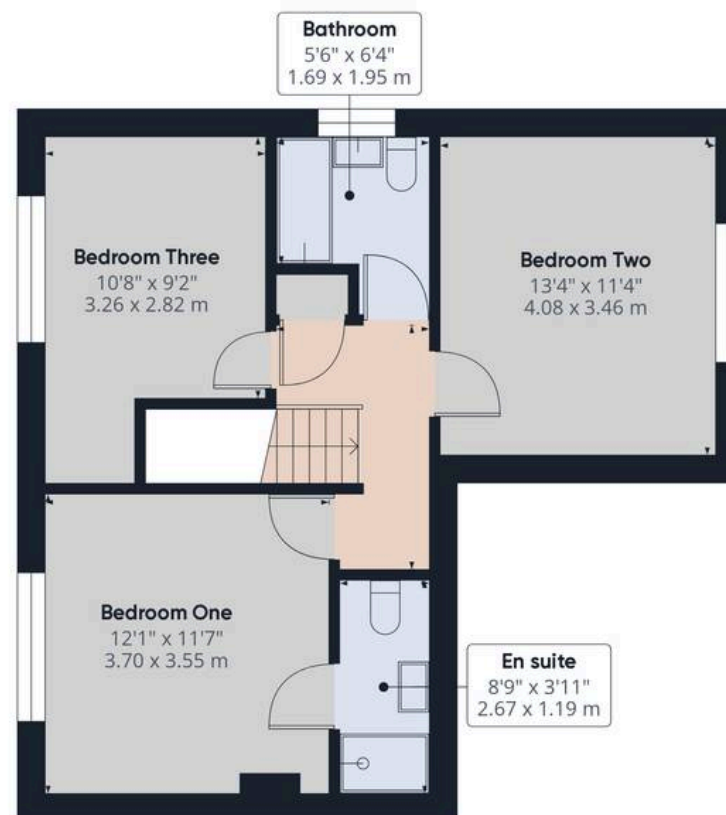 Bathroom
5'6" x 6'4"
1.69 x 1.95 m
Bedroom Three
10'8" x 9'2"
3.26 x 2.82 m
Bedroom Two
13'4" x 11'4"
4.08 x 3.46 m
Bedroom One
12'1" x 11'7"
3.70 x 3.55 m
En suite
8'9" x 3'11"
2.67 x 1.19 m